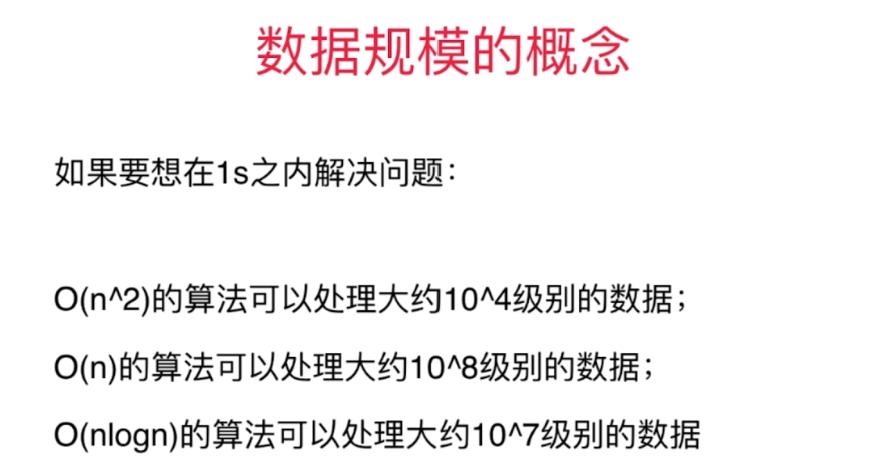 数据规模的概念
如果要想在1s之内解决问题：
O(n^2)的算法可以处理大约10^4级别的数据；
O(n)的算法可以处理大约10^8级别的数据；
O(nlogn)的算法可以处理大约10^7级别的数据